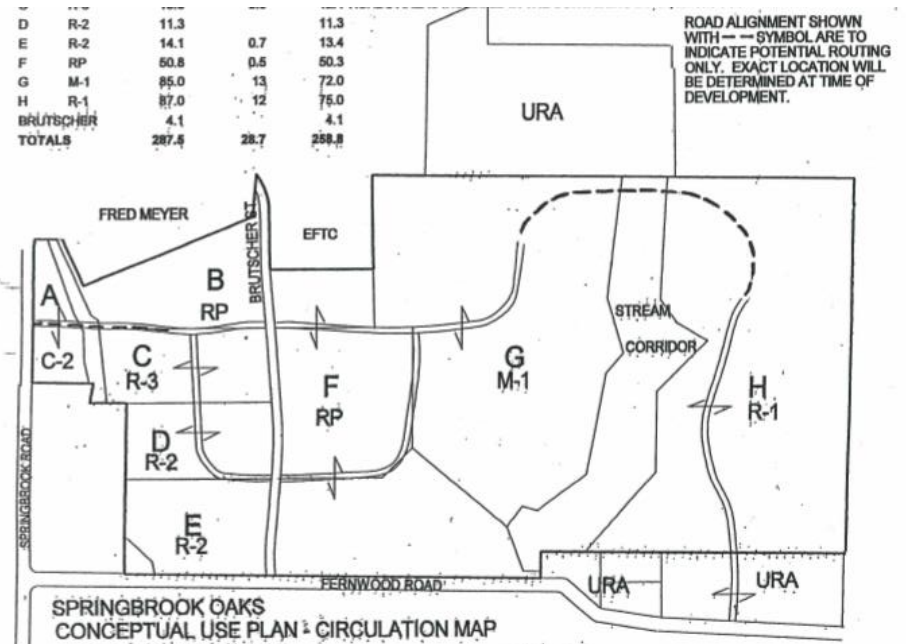 D R-2 11.3 11.3
E R-2 14.1 0.7 13.4
F RP 50.8 0.5 50.3
G M-1 85.0 13 72.0
H R-1 87.0 12 75.0
BRUTSCHER 4.1 4.1
TOTALS 287.5 28.7 258.8
ROAD ALIGNMENT SHOWN
WITH — — SYMBOL ARE TO
INDICATE POTENTIAL ROUTING
ONLY. EXACT LOCATION WILL
BE DETERMINED AT TIME OF
DEVELOPMENT.
URA
FRED MEYER
BRUTSCHER ST.
EFTC
A
B
RP
STREAM
CORRIDOR
C-2
C
R-3
F
RP
G
M-1
H
R-1
D
R-2
SPRINGBROOK ROAD
E
R-2
FERNWOOD ROAD
URA
URA
SPRINGBROOK OAKS
CONCEPTUAL USE PLAN - CIRCULATION MAP